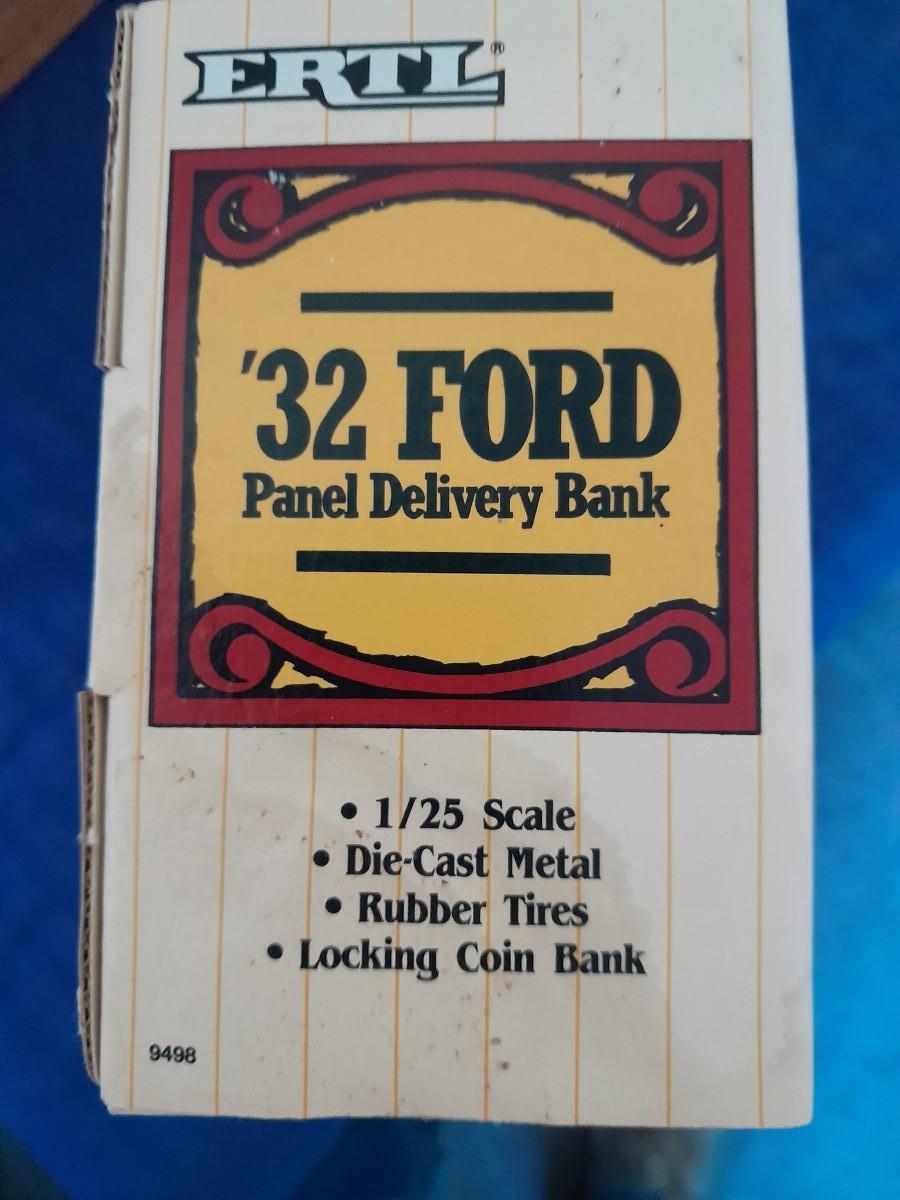 ERTL®
'32 FORD
Panel Delivery Bank
• 1/25 Scale
• Die-Cast Metal
• Rubber Tires
• Locking Coin Bank
9498